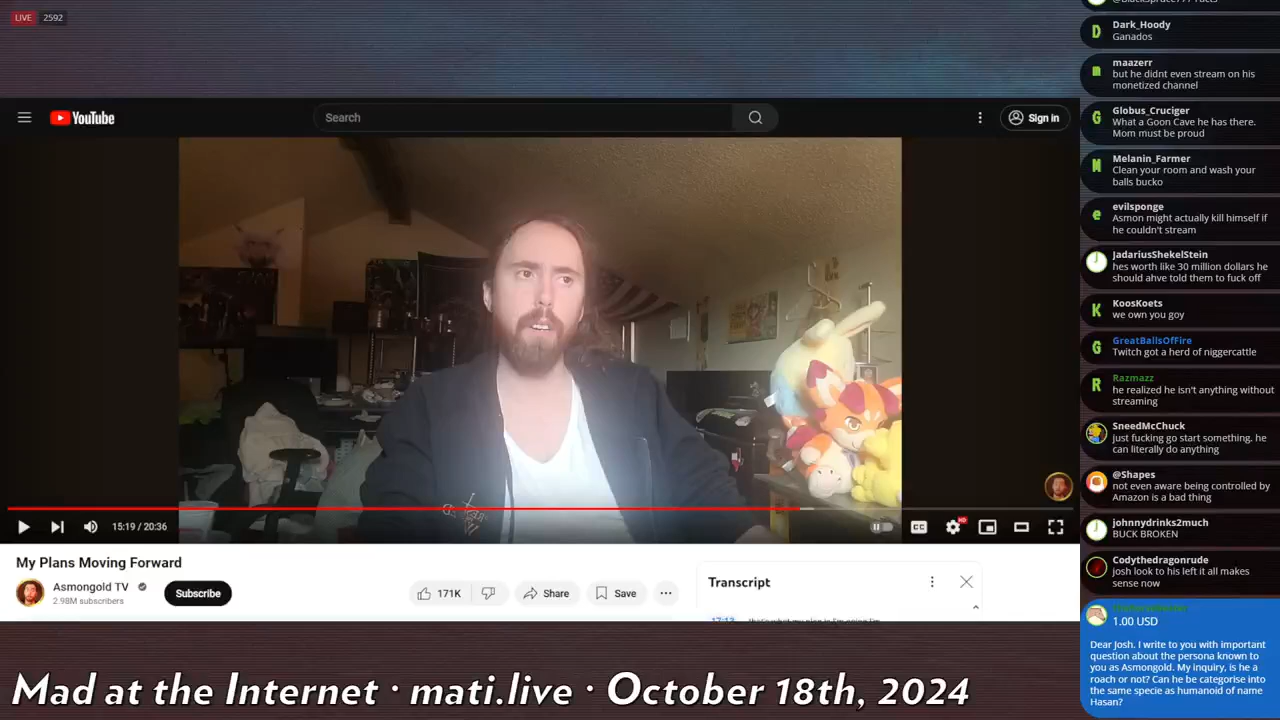 LIVE 2592
YouTube
Search
Sign in
15:19 / 20:36
HD
My Plans Moving Forward
Asmongold TV
2.98M subscribers
Subscribe
171K
Share
Save
Transcript
17:13
Mad at the Internet · mati.live · October 18th, 2024
Dark_Hoody
Ganados
maazerr
but he didnt even stream on his
monetized channel
Globus_Cruciger
What a Goon Cave he has there.
Mom must be proud
Melanin_Farmer
Clean your room and wash your
balls bucko
evilsponge
Asmon might actually kill himself if
he couldn't stream
JadariusShekelStein
hes worth like 30 million dollars he
should ahve told them to fuck off
KoosKoets
we own you goy
GreatBallsOfFire
Twitch got a herd of niggercattle
Razmazz
he realized he isn't anything without
streaming
SneedMcChuck
just fucking go start something. he
can literally do anything
@Shapes
not even aware being controlled by
Amazon is a bad thing
johnnydrinks2much
BUCK BROKEN
Codythedragonrude
josh look to his left it all makes
sense now
1.00 USD
Dear Josh. I write to you with important
question about the persona known to
you as Asmongold. My inquiry, is he a
roach or not? Can he be categorise into
the same specie as humanoid of name
Hasan?